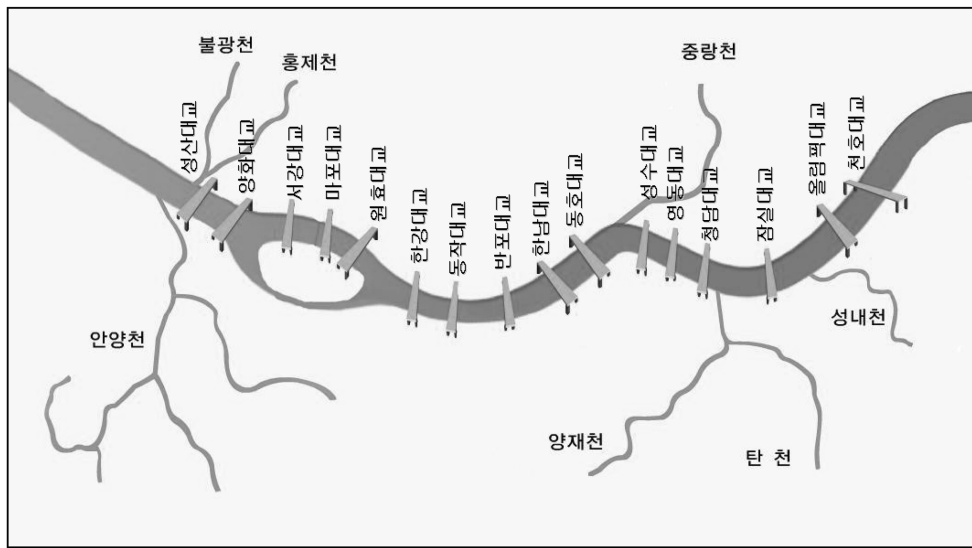 불광천
홍제천
중랑천
성산대교
양화대교
서강대교
마포대교
원효대교
한강대교
동작대교
반포대교
한남대교
동호대교
성수대교
영동대교
청담대교
잠실대교
올림픽대교
천호대교
안양천
성내천
양재천
탄 천